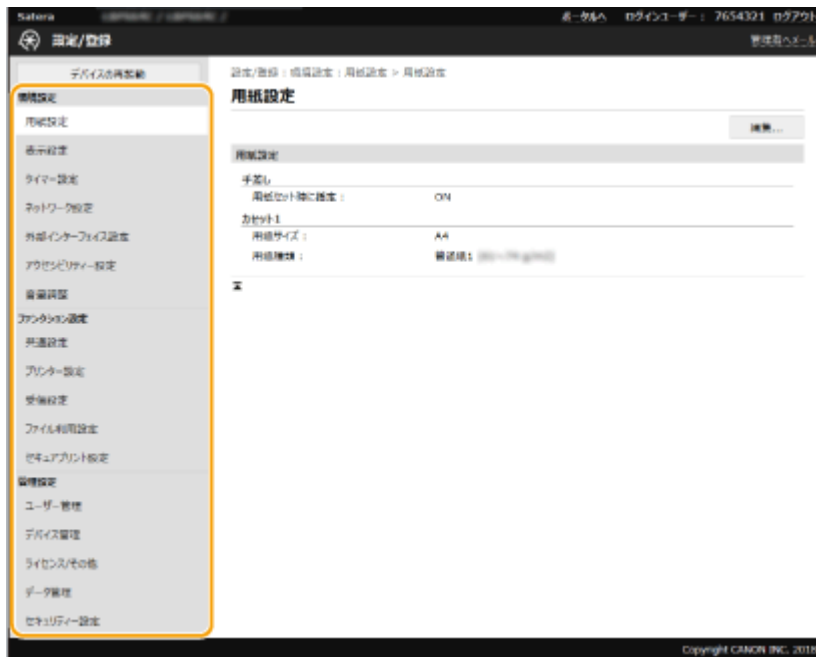 Satera
ポータルへ ログインユーザー： 7654321 ログアウト
設定/登録
管理者へメール
デバイスの再起動
設定/登録 : 環境設定 : 用紙設定 > 用紙設定
環境設定
用紙設定
用紙設定
編集...
表示設定
用紙設定
タイマー設定
手差し
用紙セット時に指定： ON
ネットワーク設定
カセット1
外部インターフェイス設定
用紙サイズ： A4
用紙種類： 普通紙1
アクセシビリティー設定
音量調整
ファンクション設定
共通設定
プリンター設定
受信設定
ファイル利用設定
セキュアプリント設定
管理設定
ユーザー管理
デバイス管理
ライセンス/その他
データ管理
セキュリティー設定
Copyright CANON INC. 2018